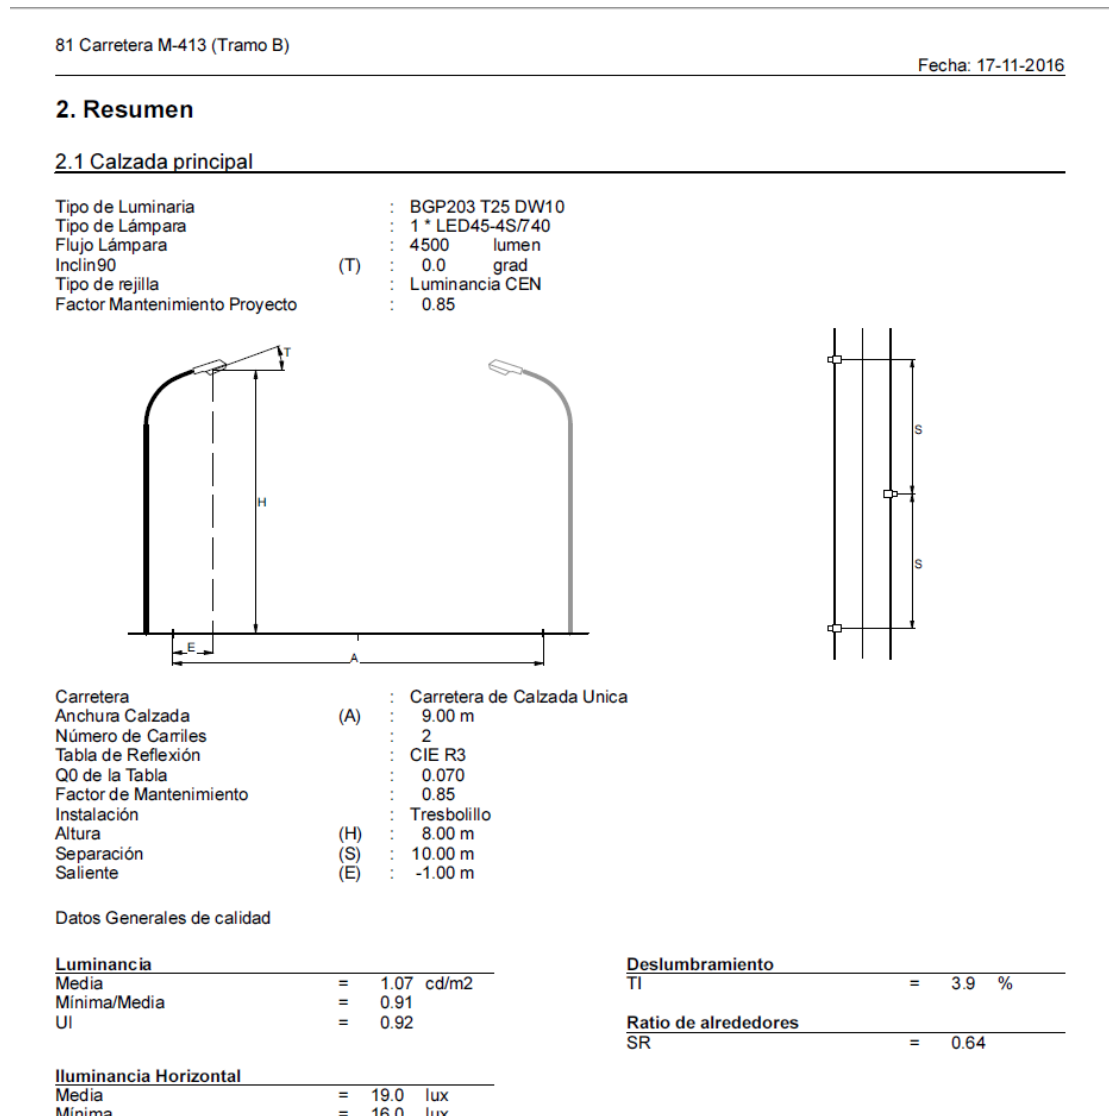 81 Carretera M-413 (Tramo B)
Fecha: 17-11-2016
2. Resumen
2.1 Calzada principal
Tipo de Luminaria : BGP203 T25 DW10
Tipo de Lámpara : 1 * LED45-4S/740
Flujo Lámpara : 4500 lumen
Inclin90 (T) : 0.0 grad
Tipo de rejilla : Luminancia CEN
Factor Mantenimiento Proyecto : 0.85
T
H
E
A
S
S
Carretera : Carretera de Calzada Unica
Anchura Calzada (A) : 9.00 m
Número de Carriles : 2
Tabla de Reflexión : CIE R3
Q0 de la Tabla : 0.070
Factor de Mantenimiento : 0.85
Instalación : Tresbolillo
Altura (H) : 8.00 m
Separación (S) : 10.00 m
Saliente (E) : -1.00 m
Datos Generales de calidad
Luminancia
Media = 1.07 cd/m2
Mínima/Media = 0.91
UI = 0.92
Deslumbramiento
TI = 3.9 %
Ratio de alrededores
SR = 0.64
Iluminancia Horizontal
Media = 19.0 lux
Mínima = 16.0 lux